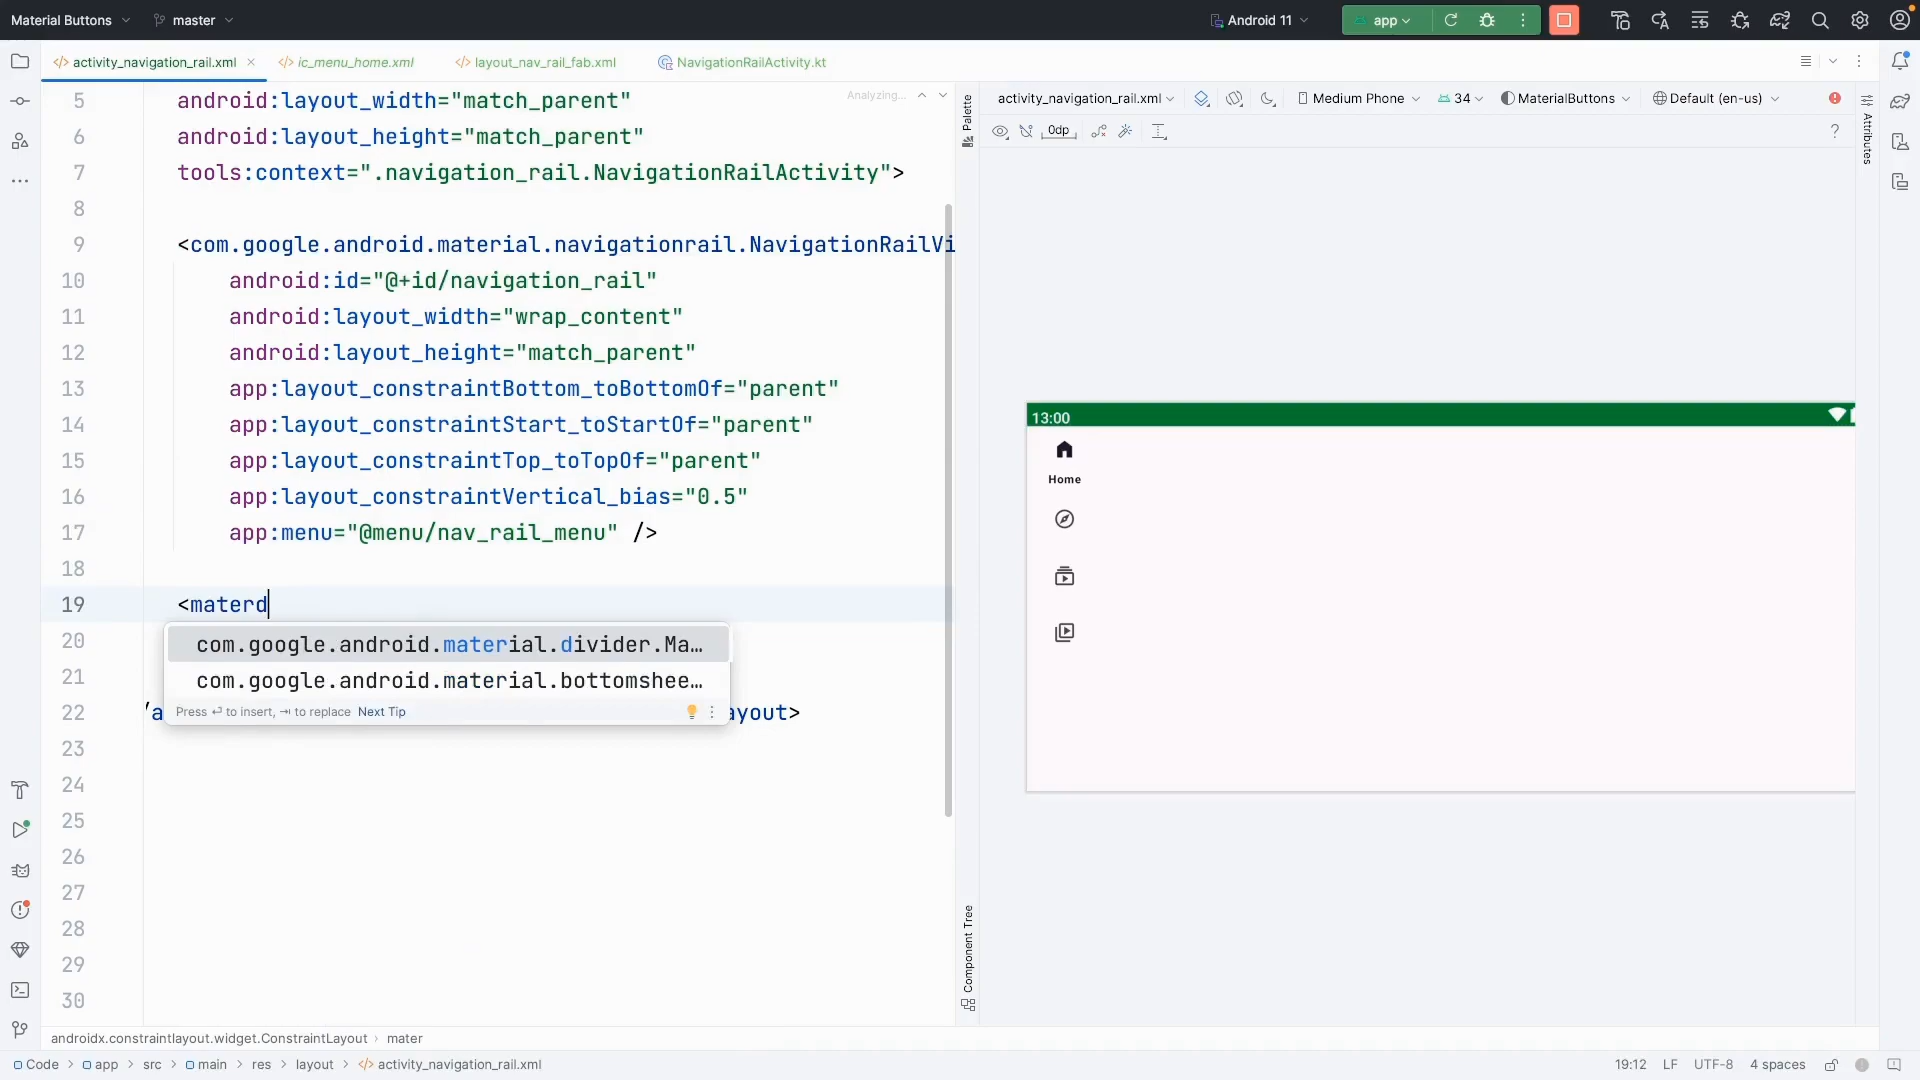 Material Buttons
master
Android 11
app
activity_navigation_rail.xml
ic_menu_home.xml
layout_nav_rail_fab.xml
NavigationRailActivity.kt
5 android:layout_width="match_parent"
6 android:layout_height="match_parent"
7 tools:context=".navigation_rail.NavigationRailActivity">
8
9 <com.google.android.material.navigationrail.NavigationRailVi
10 android:id="@+id/navigation_rail"
11 android:layout_width="wrap_content"
12 android:layout_height="match_parent"
13 app:layout_constraintBottom_toBottomOf="parent"
14 app:layout_constraintStart_toStartOf="parent"
15 app:layout_constraintTop_toTopOf="parent"
16 app:layout_constraintVertical_bias="0.5"
17 app:menu="@menu/nav_rail_menu" />
18
19 <materd
20
21
22 /a ayout>
23
24
25
26
27
28
29
30
com.google.android.material.divider.Ma…
com.google.android.material.bottomshee…
Press ⏎ to insert, ⇥ to replace Next Tip
Analyzing...
Palette
Component Tree
activity_navigation_rail.xml
Medium Phone
34
MaterialButtons
Default (en-us)
0dp
?
Attributes
13:00
Home
androidx.constraintlayout.widget.ConstraintLayout › mater
Code › app › src › main › res › layout › activity_navigation_rail.xml
19:12 LF UTF-8 4 spaces